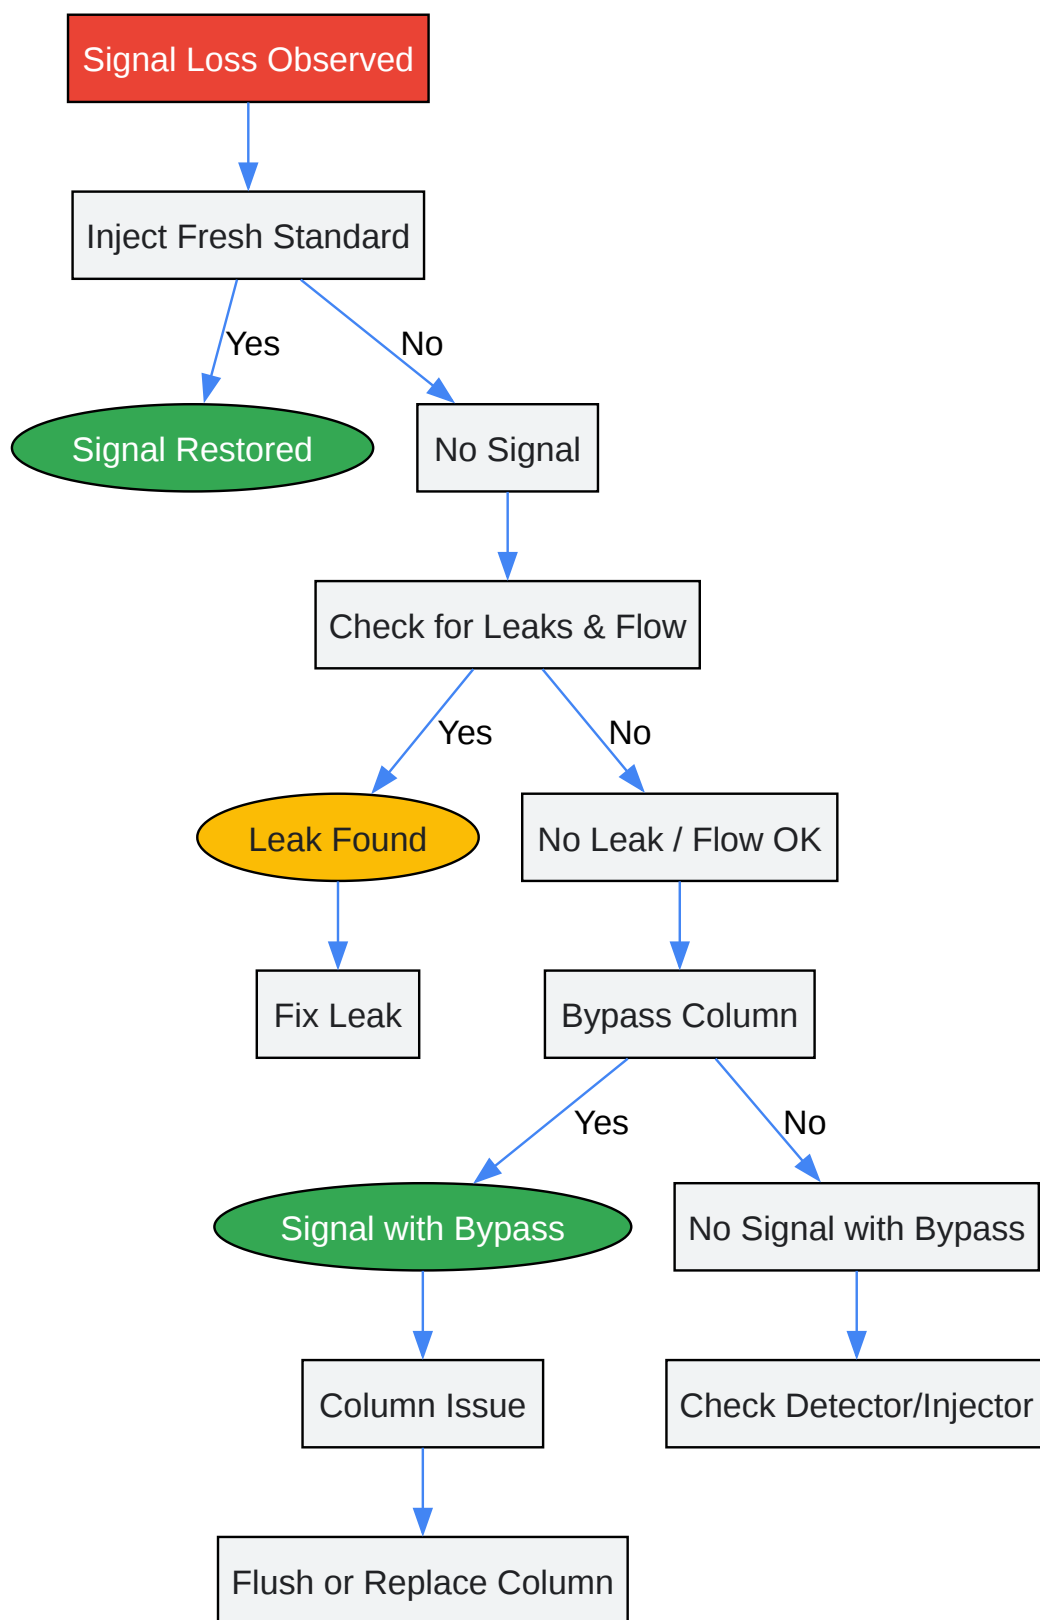 Signal Loss Observed
Inject Fresh Standard
Yes
No
Signal Restored
No Signal
Check for Leaks & Flow
Yes
No
Leak Found
No Leak / Flow OK
Fix Leak
Bypass Column
Yes
No
Signal with Bypass
No Signal with Bypass
Column Issue
Check Detector/Injector
Flush or Replace Column